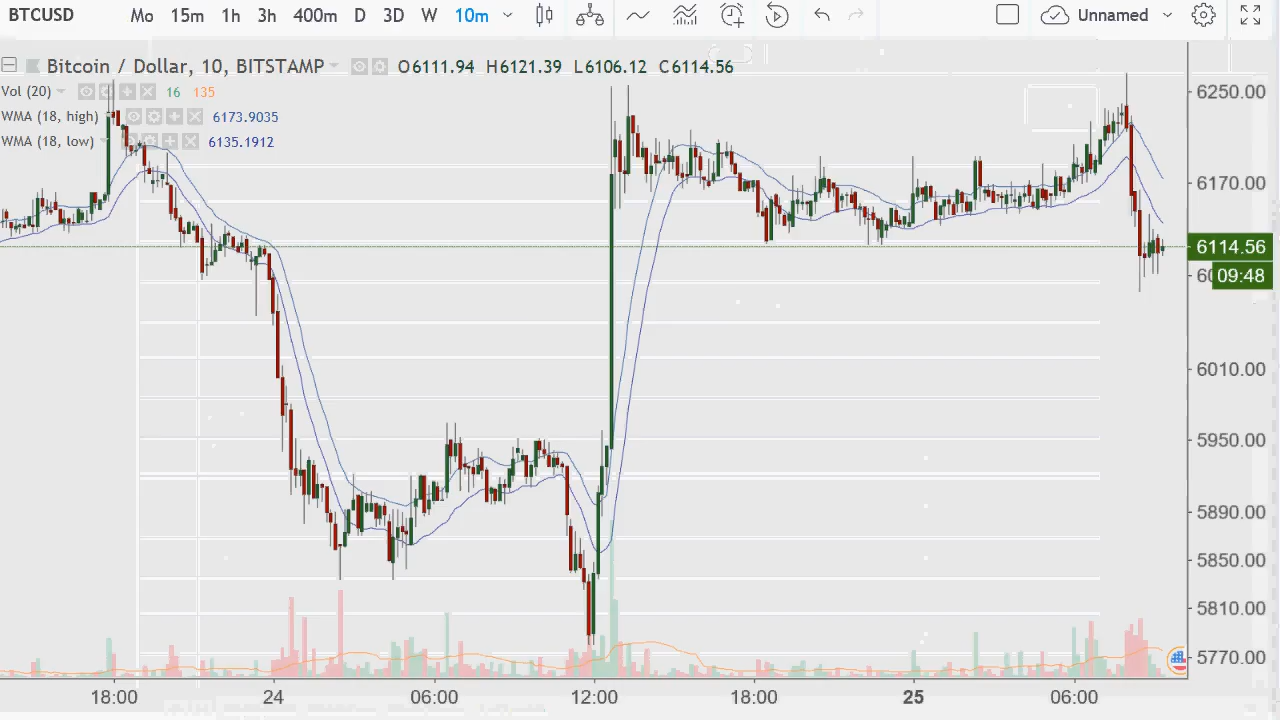 BTCUSD Mo 15m 1h 3h 400m D 3D W 10m Unnamed
Bitcoin / Dollar, 10, BITSTAMP O6111.94 H6121.39 L6106.12 C6114.56
Vol (20) 16 135
WMA (18, high) 6173.9035
WMA (18, low) 6135.1912
6250.00
6170.00
6114.56
09:48
6010.00
5950.00
5890.00
5850.00
5810.00
5770.00
18:00 24 06:00 12:00 18:00 25 06:00